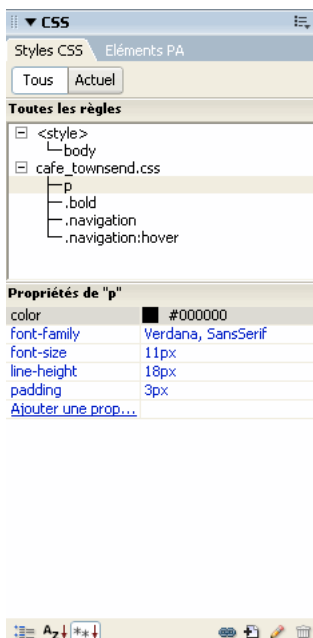 CSS
Styles CSS Eléments PA
Tous Actuel
Toutes les règles
<style>
body
cafe_townsend.css
p
.bold
.navigation
.navigation:hover
Propriétés de "p"
color #000000
font-family Verdana, SansSerif
font-size 11px
line-height 18px
padding 3px
Ajouter une prop...
Az **